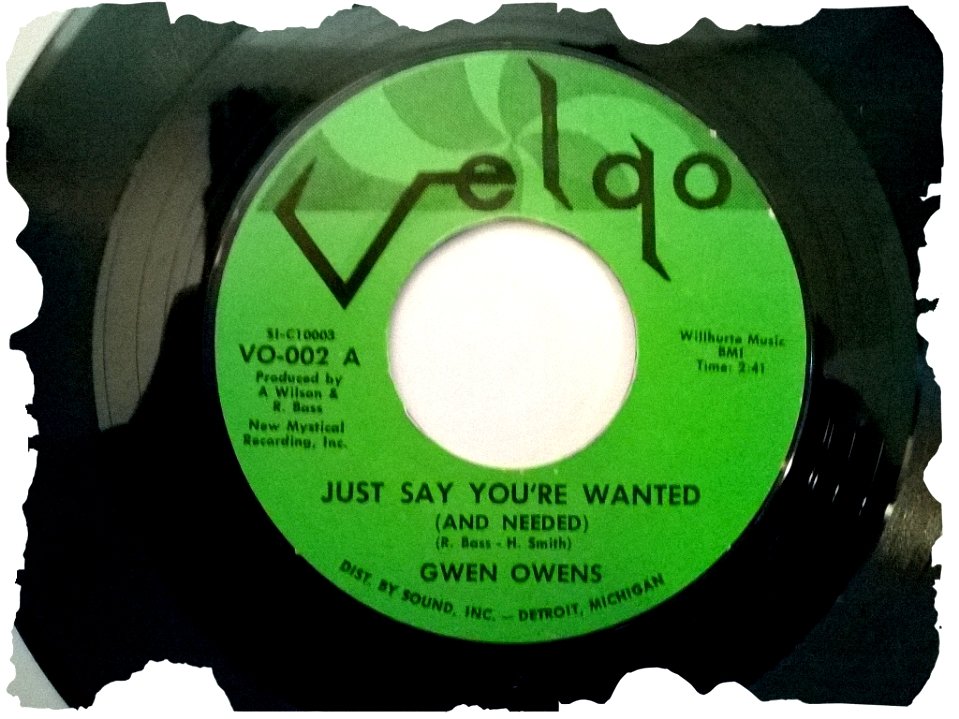 Velgo
SI-C10003
VO-002 A
Produced by
A Wilson &
R. Bass
New Mystical
Recording, Inc.
Willhurta Music
BMI
Time: 2:41
JUST SAY YOU'RE WANTED
(AND NEEDED)
(R. Bass - H. Smith)
GWEN OWENS
DIST. BY SOUND, INC. — DETROIT, MICHIGAN